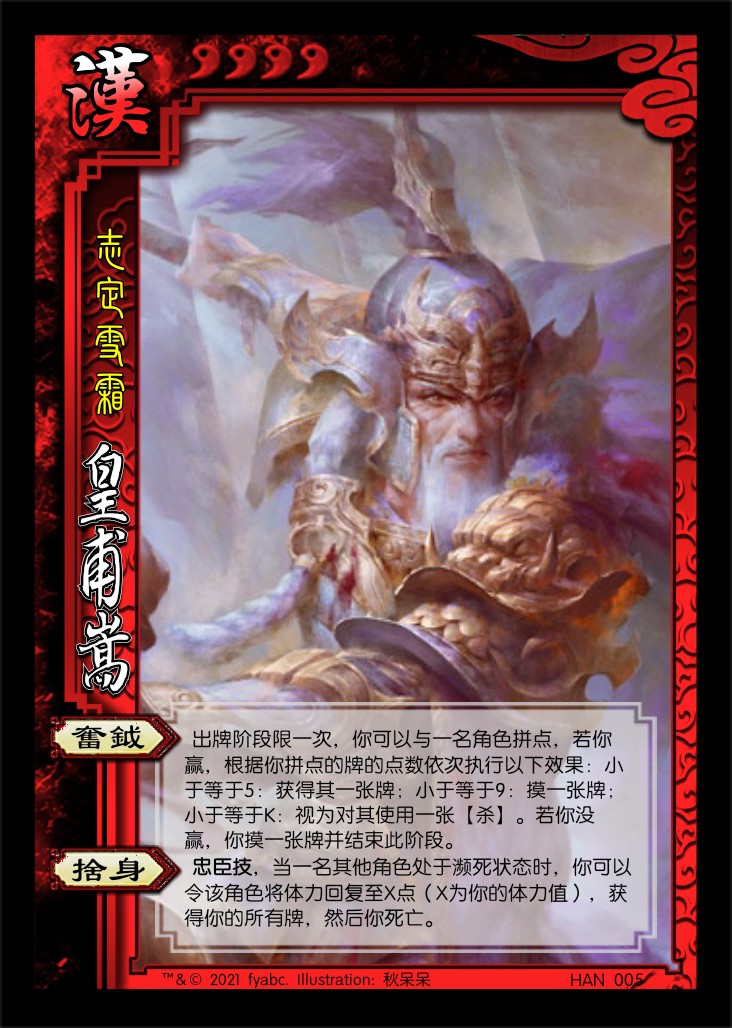 漢
志定雪霜
皇甫嵩
奮鉞
出牌阶段限一次，你可以与一名角色拼点，若你
赢，根据你拼点的牌的点数依次执行以下效果：小
于等于5：获得其一张牌；小于等于9：摸一张牌；
小于等于K：视为对其使用一张【杀】。若你没
赢，你摸一张牌并结束此阶段。
捨身
忠臣技，当一名其他角色处于濒死状态时，你可以
令该角色将体力回复至X点（X为你的体力值），获
得你的所有牌，然后你死亡。
™&© 2021 fyabc. Illustration: 秋呆呆
HAN 005